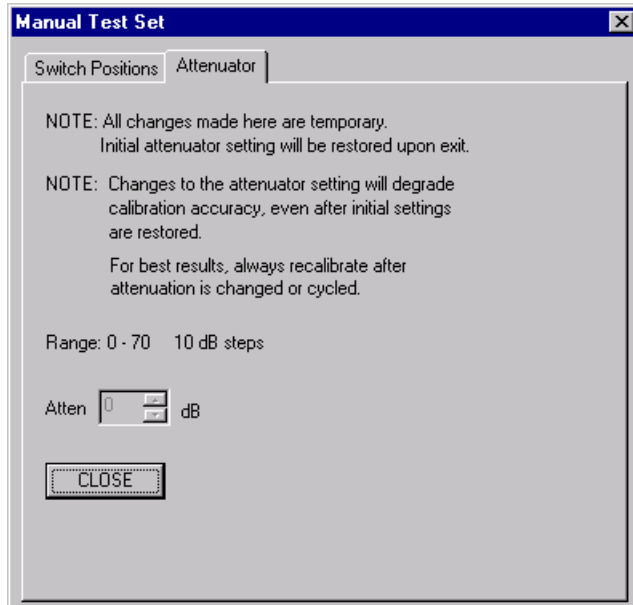 Manual Test Set
Switch Positions
Attenuator
NOTE: All changes made here are temporary.
Initial attenuator setting will be restored upon exit.
NOTE: Changes to the attenuator setting will degrade
calibration accuracy, even after initial settings
are restored.
For best results, always recalibrate after
attenuation is changed or cycled.
Range: 0 - 70 10 dB steps
Atten 0 dB
CLOSE